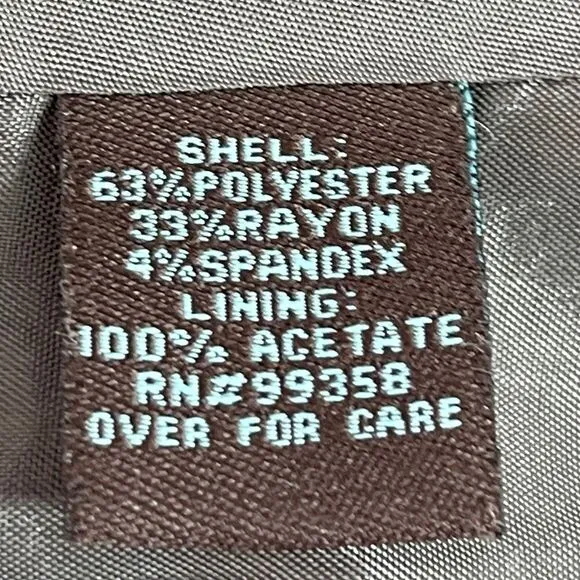 SHELL:
63%POLYESTER
33%RAYON
4%SPANDEX
LINING:
100% ACETATE
RN#99358
OVER FOR CARE